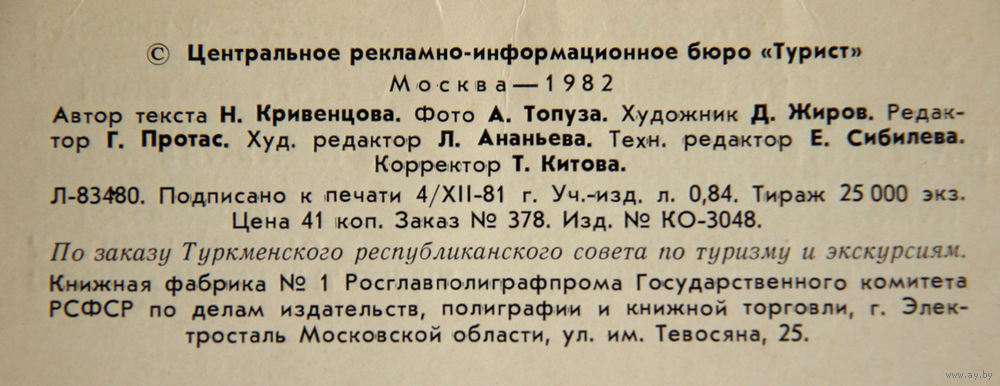 © Центральное рекламно-информационное бюро «Турист»
Москва—1982
Автор текста Н. Кривенцова. Фото А. Топуза. Художник Д. Жиров. Редак-
тор Г. Протас. Худ. редактор Л. Ананьева. Техн. редактор Е. Сибилева.
Корректор Т. Китова.
Л-83480. Подписано к печати 4/XII-81 г. Уч.-изд. л. 0,84. Тираж 25 000 экз.
Цена 41 коп. Заказ № 378. Изд. № КО-3048.
По заказу Туркменского республиканского совета по туризму и экскурсиям.
Книжная фабрика № 1 Росглавполиграфпрома Государственного комитета
РСФСР по делам издательств, полиграфии и книжной торговли, г. Элек-
тросталь Московской области, ул. им. Тевосяна, 25.
www.ay.by